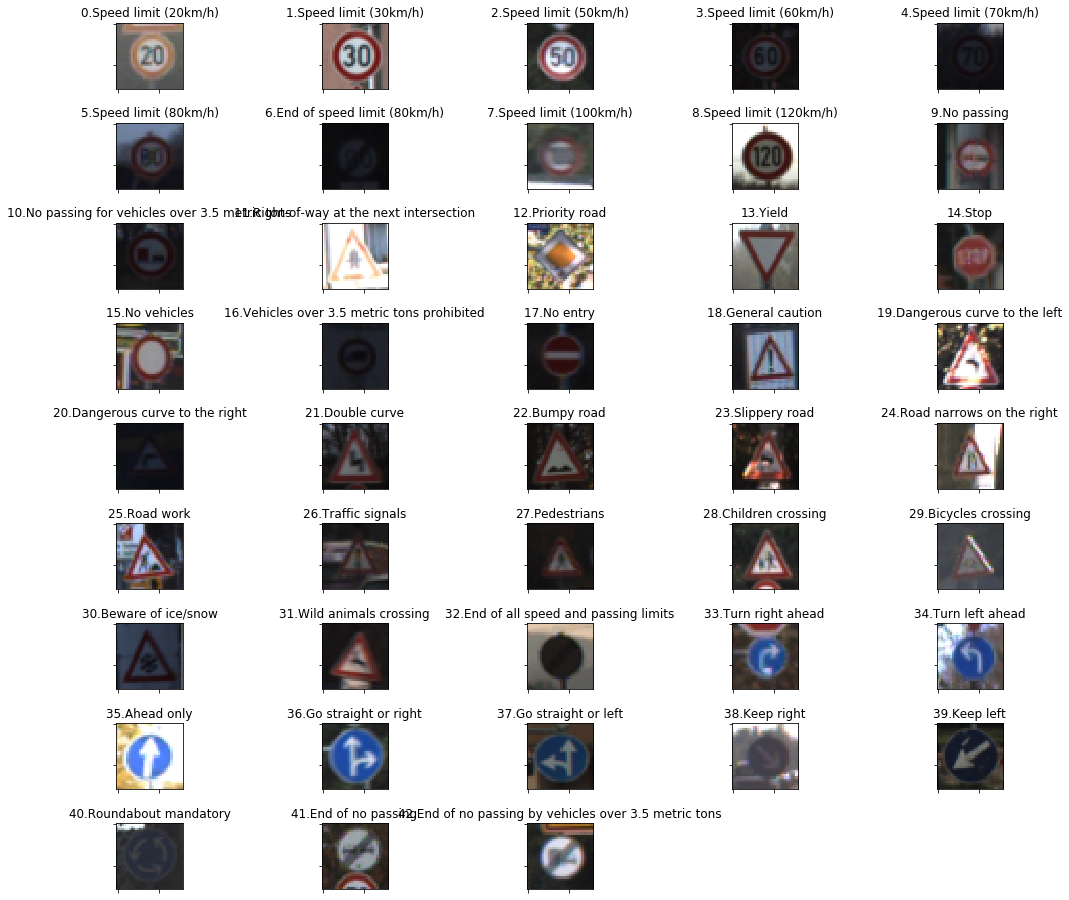 0.Speed limit (20km/h)
1.Speed limit (30km/h)
2.Speed limit (50km/h)
3.Speed limit (60km/h)
4.Speed limit (70km/h)
20
30
50
60
70
5.Speed limit (80km/h)
6.End of speed limit (80km/h)
7.Speed limit (100km/h)
8.Speed limit (120km/h)
9.No passing
80
120
10.No passing for vehicles over 3.5 metric tons
11.Right-of-way at the next intersection
12.Priority road
13.Yield
14.Stop
STOP
15.No vehicles
16.Vehicles over 3.5 metric tons prohibited
17.No entry
18.General caution
19.Dangerous curve to the left
20.Dangerous curve to the right
21.Double curve
22.Bumpy road
23.Slippery road
24.Road narrows on the right
25.Road work
26.Traffic signals
27.Pedestrians
28.Children crossing
29.Bicycles crossing
30.Beware of ice/snow
31.Wild animals crossing
32.End of all speed and passing limits
33.Turn right ahead
34.Turn left ahead
35.Ahead only
36.Go straight or right
37.Go straight or left
38.Keep right
39.Keep left
40.Roundabout mandatory
41.End of no passing
42.End of no passing by vehicles over 3.5 metric tons